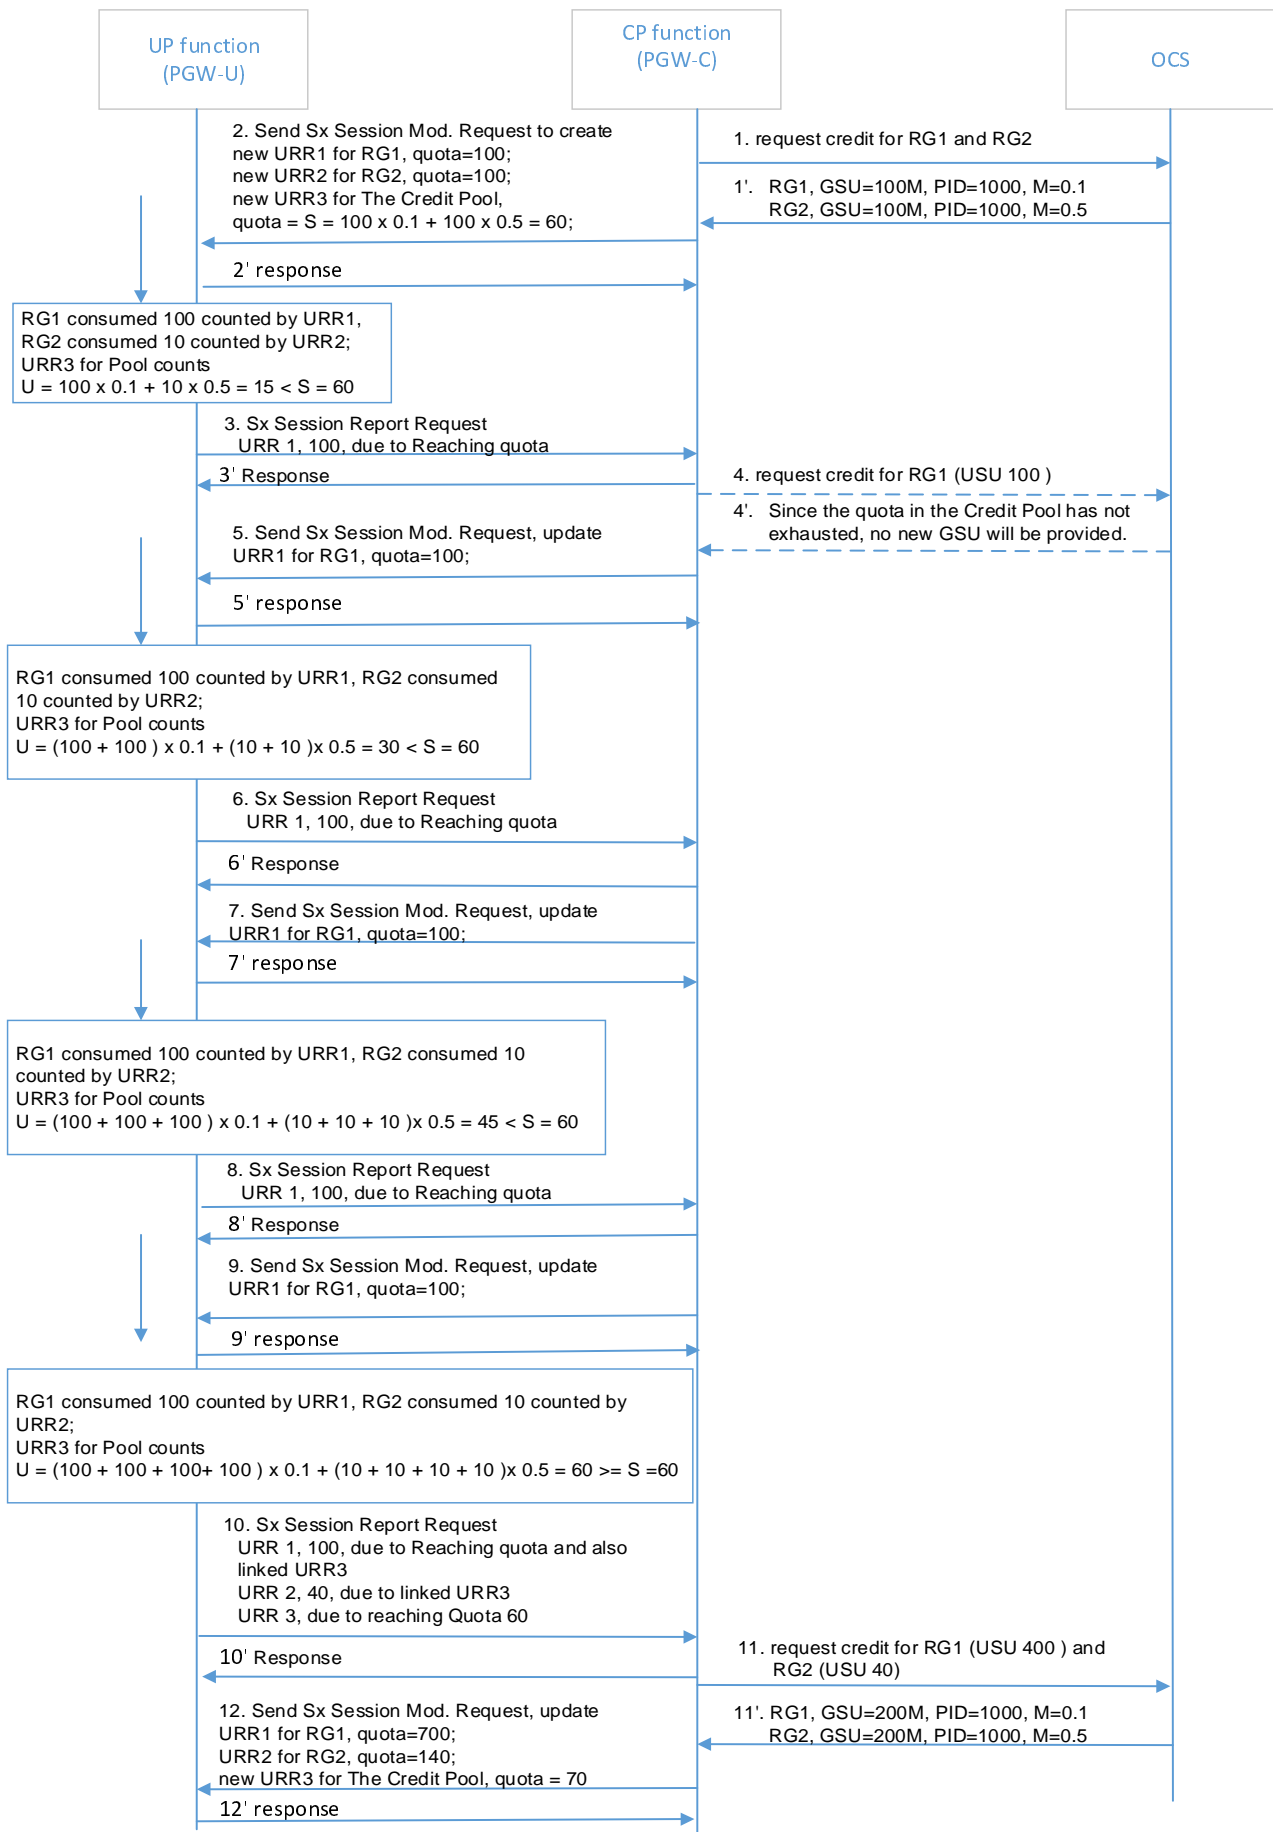 UP function
(PGW-U)
CP function
(PGW-C)
OCS
2. Send Sx Session Mod. Request to create
new URR1 for RG1, quota=100;
new URR2 for RG2, quota=100;
new URR3 for The Credit Pool,
quota = S = 100 x 0.1 + 100 x 0.5 = 60;
1. request credit for RG1 and RG2
1'. RG1, GSU=100M, PID=1000, M=0.1
RG2, GSU=100M, PID=1000, M=0.5
2' response
RG1 consumed 100 counted by URR1,
RG2 consumed 10 counted by URR2;
URR3 for Pool counts
U = 100 x 0.1 + 10 x 0.5 = 15 < S = 60
3. Sx Session Report Request
URR 1, 100, due to Reaching quota
3' Response
4. request credit for RG1 (USU 100 )
4'. Since the quota in the Credit Pool has not
exhausted, no new GSU will be provided.
5. Send Sx Session Mod. Request, update
URR1 for RG1, quota=100;
5' response
RG1 consumed 100 counted by URR1, RG2 consumed
10 counted by URR2;
URR3 for Pool counts
U = (100 + 100 ) x 0.1 + (10 + 10 )x 0.5 = 30 < S = 60
6. Sx Session Report Request
URR 1, 100, due to Reaching quota
6' Response
7. Send Sx Session Mod. Request, update
URR1 for RG1, quota=100;
7' response
RG1 consumed 100 counted by URR1, RG2 consumed 10
counted by URR2;
URR3 for Pool counts
U = (100 + 100 + 100 ) x 0.1 + (10 + 10 + 10 )x 0.5 = 45 < S = 60
8. Sx Session Report Request
URR 1, 100, due to Reaching quota
8' Response
9. Send Sx Session Mod. Request, update
URR1 for RG1, quota=100;
9' response
RG1 consumed 100 counted by URR1, RG2 consumed 10 counted by
URR2;
URR3 for Pool counts
U = (100 + 100 + 100+ 100 ) x 0.1 + (10 + 10 + 10 + 10 )x 0.5 = 60 >= S =60
10. Sx Session Report Request
URR 1, 100, due to Reaching quota and also
linked URR3
URR 2, 40, due to linked URR3
URR 3, due to reaching Quota 60
10' Response
11. request credit for RG1 (USU 400 ) and
RG2 (USU 40)
12. Send Sx Session Mod. Request, update
URR1 for RG1, quota=700;
URR2 for RG2, quota=140;
new URR3 for The Credit Pool, quota = 70
11'. RG1, GSU=200M, PID=1000, M=0.1
RG2, GSU=200M, PID=1000, M=0.5
12' response